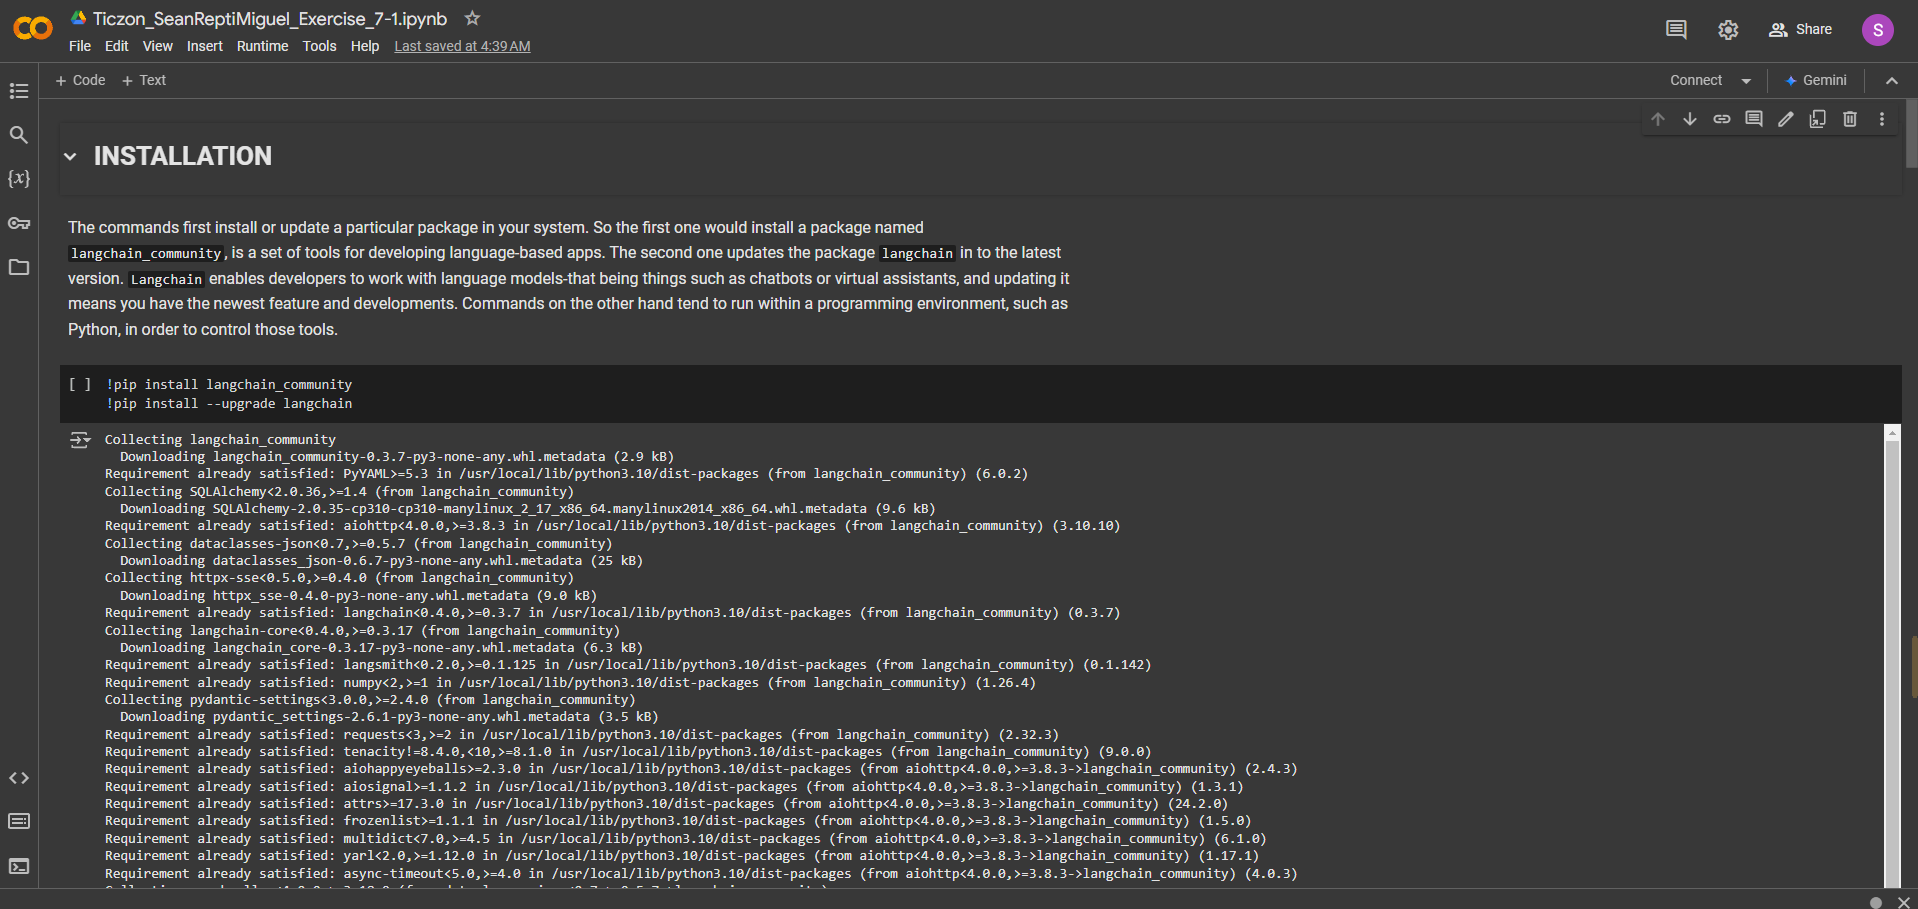 Ticzon_SeanReptiMiguel_Exercise_7-1.ipynb
File Edit View Insert Runtime Tools Help Last saved at 4:39 AM
Share
S
+ Code + Text
Connect
Gemini
INSTALLATION
The commands first install or update a particular package in your system. So the first one would install a package named
langchain_community, is a set of tools for developing language-based apps. The second one updates the package langchain in to the latest
version. Langchain enables developers to work with language models-that being things such as chatbots or virtual assistants, and updating it
means you have the newest feature and developments. Commands on the other hand tend to run within a programming environment, such as
Python, in order to control those tools.
[ ] !pip install langchain_community
!pip install --upgrade langchain
Collecting langchain_community
Downloading langchain_community-0.3.7-py3-none-any.whl.metadata (2.9 kB)
Requirement already satisfied: PyYAML>=5.3 in /usr/local/lib/python3.10/dist-packages (from langchain_community) (6.0.2)
Collecting SQLAlchemy<2.0.36,>=1.4 (from langchain_community)
Downloading SQLAlchemy-2.0.35-cp310-cp310-manylinux_2_17_x86_64.manylinux2014_x86_64.whl.metadata (9.6 kB)
Requirement already satisfied: aiohttp<4.0.0,>=3.8.3 in /usr/local/lib/python3.10/dist-packages (from langchain_community) (3.10.10)
Collecting dataclasses-json<0.7,>=0.5.7 (from langchain_community)
Downloading dataclasses_json-0.6.7-py3-none-any.whl.metadata (25 kB)
Collecting httpx-sse<0.5.0,>=0.4.0 (from langchain_community)
Downloading httpx_sse-0.4.0-py3-none-any.whl.metadata (9.0 kB)
Requirement already satisfied: langchain<0.4.0,>=0.3.7 in /usr/local/lib/python3.10/dist-packages (from langchain_community) (0.3.7)
Collecting langchain-core<0.4.0,>=0.3.17 (from langchain_community)
Downloading langchain_core-0.3.17-py3-none-any.whl.metadata (6.3 kB)
Requirement already satisfied: langsmith<0.2.0,>=0.1.125 in /usr/local/lib/python3.10/dist-packages (from langchain_community) (0.1.142)
Requirement already satisfied: numpy<2,>=1 in /usr/local/lib/python3.10/dist-packages (from langchain_community) (1.26.4)
Collecting pydantic-settings<3.0.0,>=2.4.0 (from langchain_community)
Downloading pydantic_settings-2.6.1-py3-none-any.whl.metadata (3.5 kB)
Requirement already satisfied: requests<3,>=2 in /usr/local/lib/python3.10/dist-packages (from langchain_community) (2.32.3)
Requirement already satisfied: tenacity!=8.4.0,<10,>=8.1.0 in /usr/local/lib/python3.10/dist-packages (from langchain_community) (9.0.0)
Requirement already satisfied: aiohappyeyeballs>=2.3.0 in /usr/local/lib/python3.10/dist-packages (from aiohttp<4.0.0,>=3.8.3->langchain_community) (2.4.3)
Requirement already satisfied: aiosignal>=1.1.2 in /usr/local/lib/python3.10/dist-packages (from aiohttp<4.0.0,>=3.8.3->langchain_community) (1.3.1)
Requirement already satisfied: attrs>=17.3.0 in /usr/local/lib/python3.10/dist-packages (from aiohttp<4.0.0,>=3.8.3->langchain_community) (24.2.0)
Requirement already satisfied: frozenlist>=1.1.1 in /usr/local/lib/python3.10/dist-packages (from aiohttp<4.0.0,>=3.8.3->langchain_community) (1.5.0)
Requirement already satisfied: multidict<7.0,>=4.5 in /usr/local/lib/python3.10/dist-packages (from aiohttp<4.0.0,>=3.8.3->langchain_community) (6.1.0)
Requirement already satisfied: yarl<2.0,>=1.12.0 in /usr/local/lib/python3.10/dist-packages (from aiohttp<4.0.0,>=3.8.3->langchain_community) (1.17.1)
Requirement already satisfied: async-timeout<5.0,>=4.0 in /usr/local/lib/python3.10/dist-packages (from aiohttp<4.0.0,>=3.8.3->langchain_community) (4.0.3)